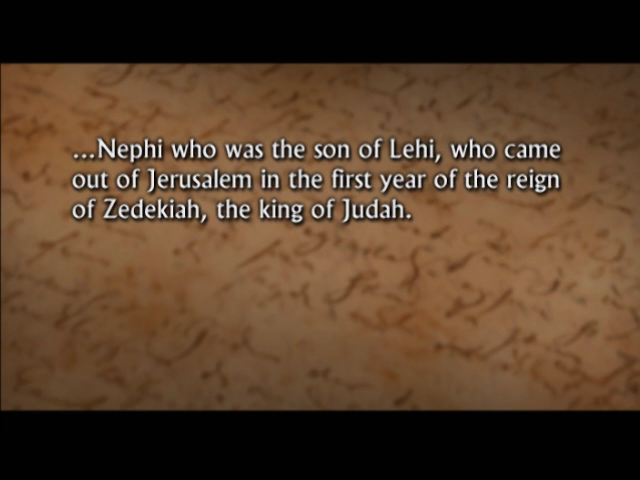 ...Nephi who was the son of Lehi, who came
out of Jerusalem in the first year of the reign
of Zedekiah, the king of Judah.